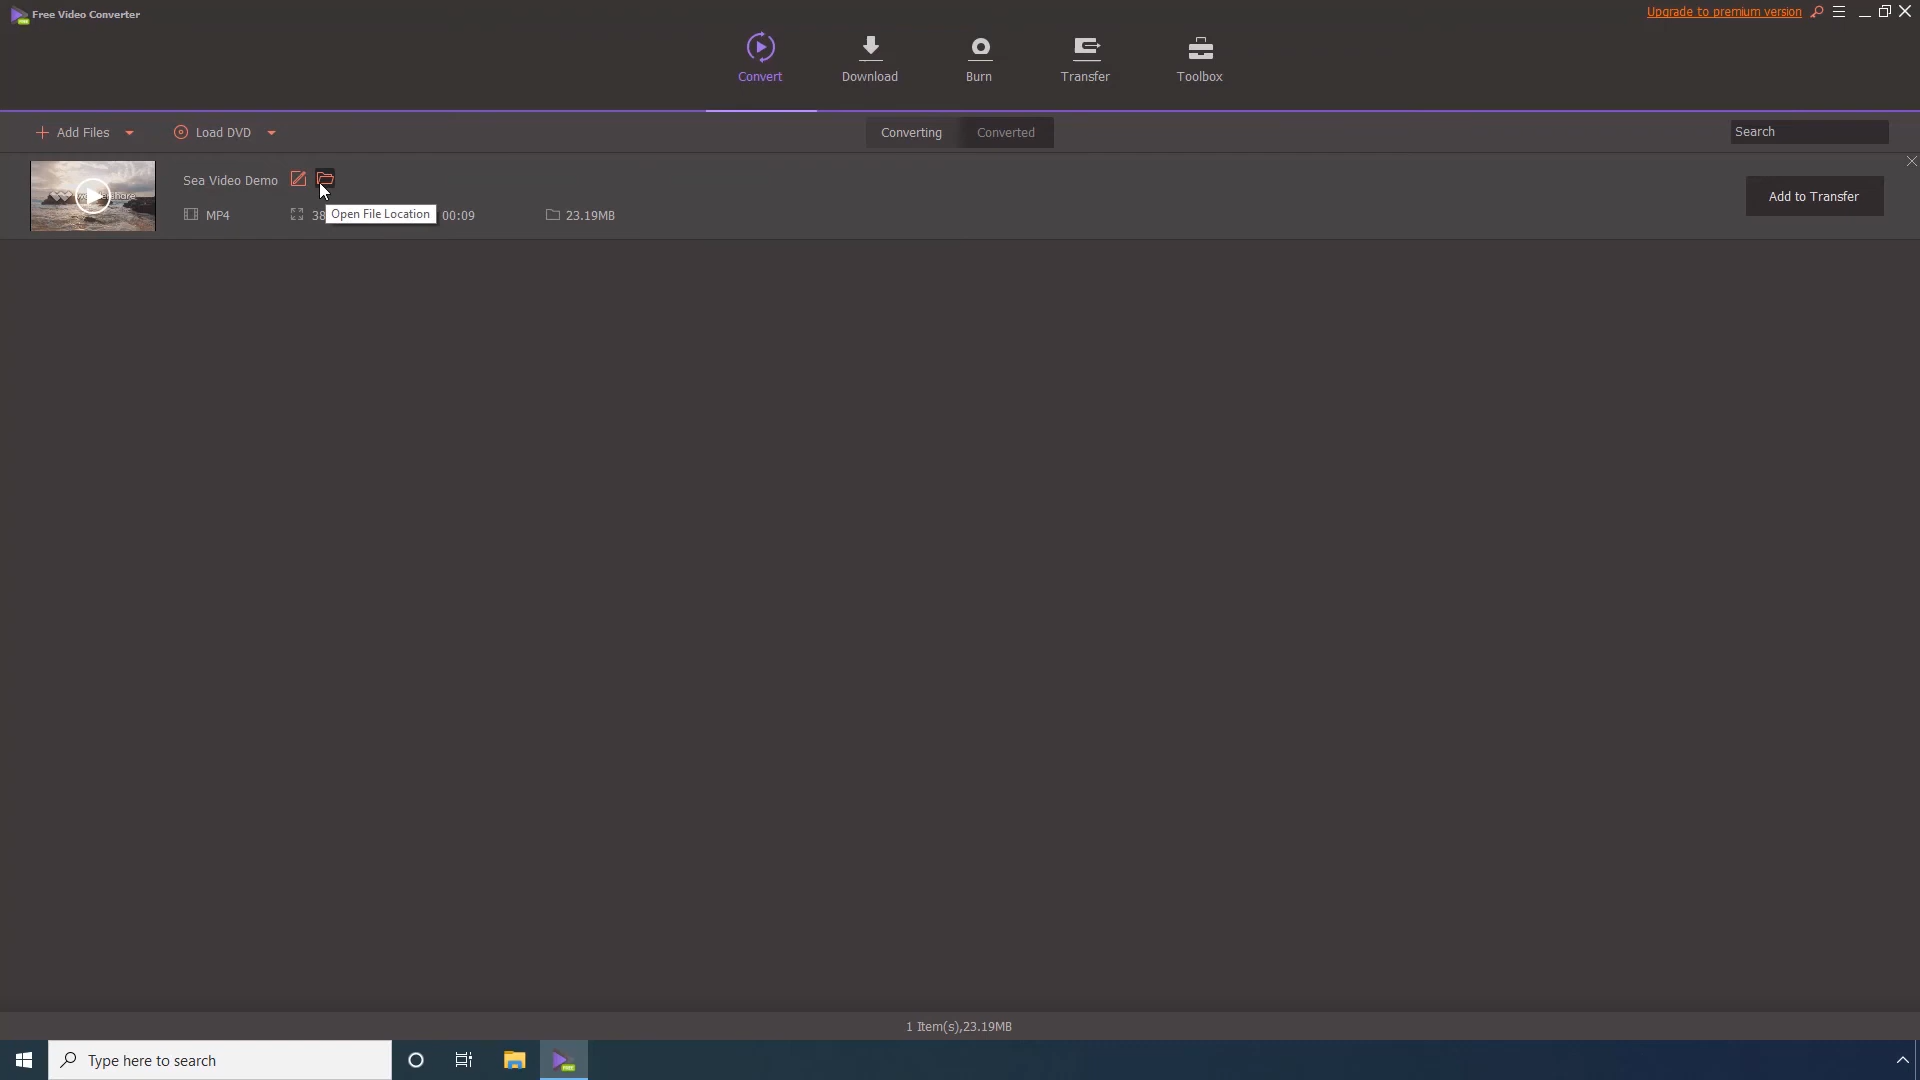 Free Video Converter
Upgrade to premium version
Convert
Download
Burn
Transfer
Toolbox
Add Files
Load DVD
Converting
Converted
Search
Sea Video Demo
MP4
38
Open File Location
00:09
23.19MB
Add to Transfer
1 Item(s),23.19MB
Type here to search
FREE